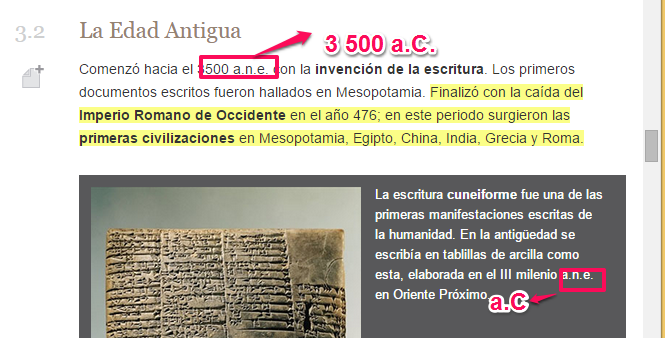 3.2 La Edad Antigua
3 500 a.C.
Comenzó hacia el 3500 a.n.e. con la invención de la escritura. Los primeros
documentos escritos fueron hallados en Mesopotamia. Finalizó con la caída del
Imperio Romano de Occidente en el año 476; en este periodo surgieron las
primeras civilizaciones en Mesopotamia, Egipto, China, India, Grecia y Roma.
La escritura cuneiforme fue una de las
primeras manifestaciones escritas de
la humanidad. En la antigüedad se
escribía en tablillas de arcilla como
esta, elaborada en el III milenio a.n.e.
en Oriente Próximo.
a.C